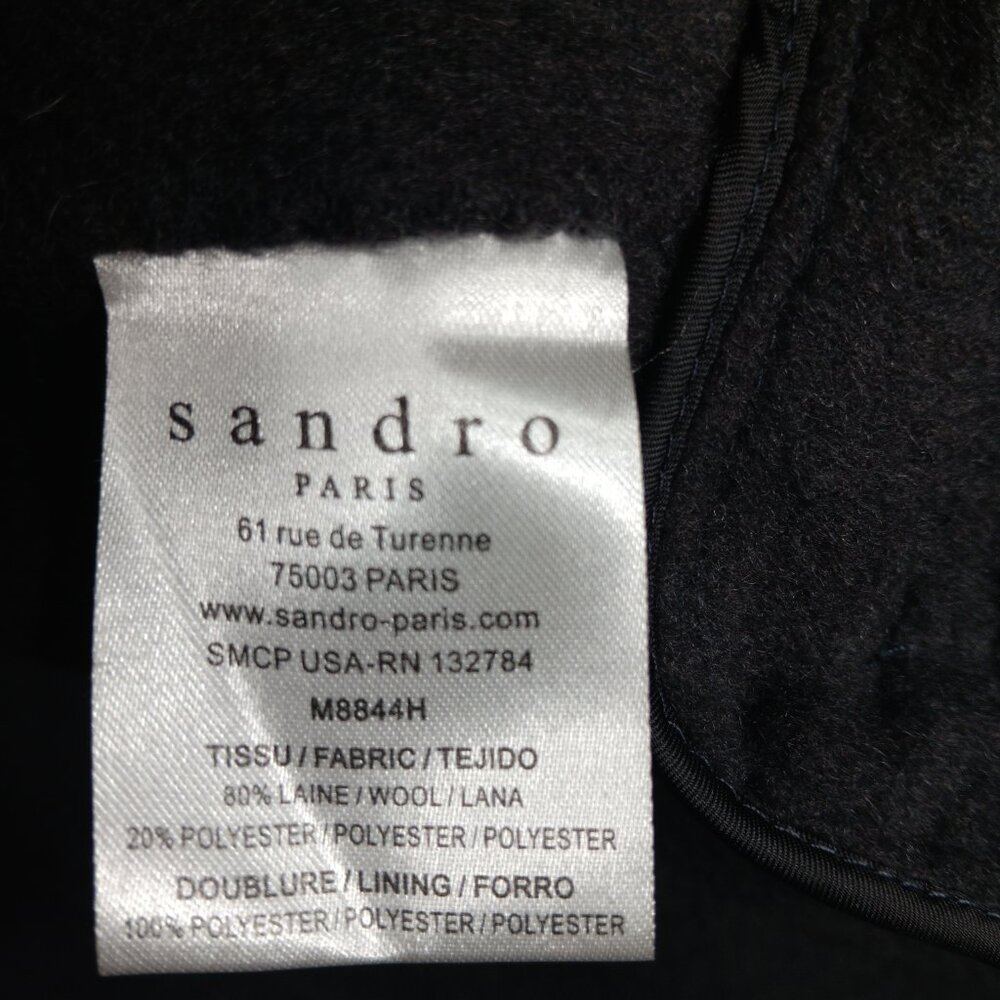 sandro
PARIS
61 rue de Turenne
75003 PARIS
www.sandro-paris.com
SMCP USA-RN 132784
M8844H
TISSU / FABRIC / TEJIDO
80% LAINE / WOOL / LANA
20% POLYESTER / POLYESTER / POLYESTER
DOUBLURE / LINING / FORRO
100% POLYESTER / POLYESTER / POLYESTER